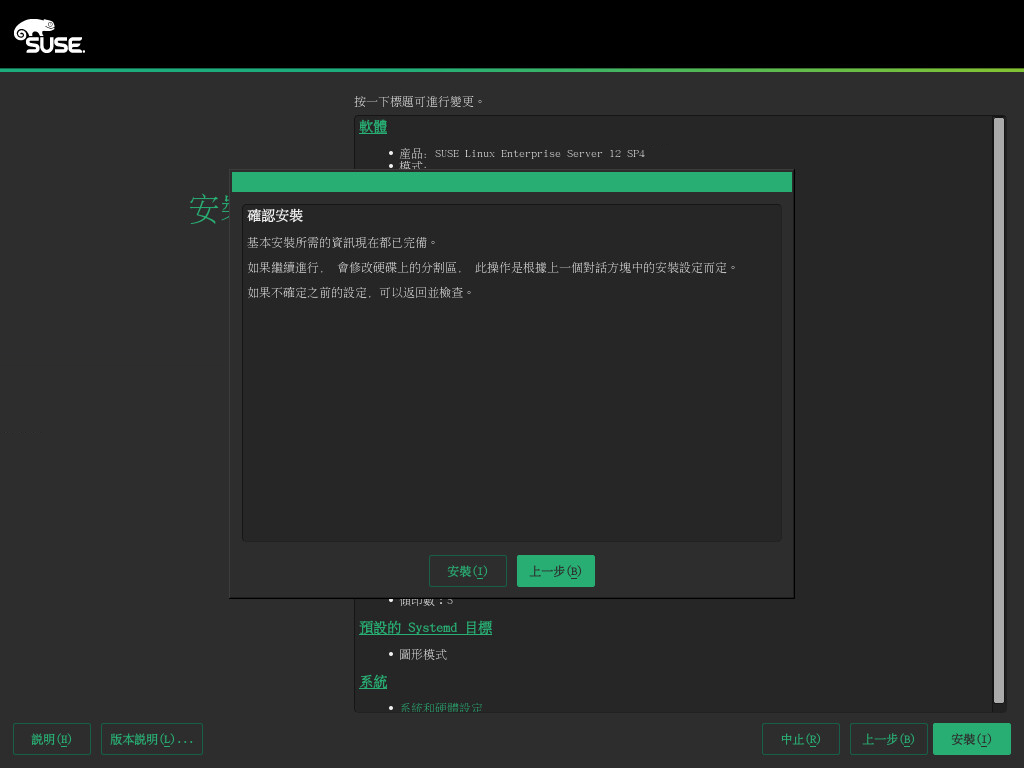 SUSE.
按一下標題可進行變更。
軟體
• 產品: SUSE Linux Enterprise Server 12 SP4
• 模式:
安
確認安裝
基本安裝所需的資訊現在都已完備。
如果繼續進行, 會修改硬碟上的分割區, 此操作是根據上一個對話方塊中的安裝設定而定。
如果不確定之前的設定, 可以返回並檢查。
安裝(I) 上一步(B)
預設的 Systemd 目標
• 圖形模式
系統
• 系統和硬體設定
說明(H) 版本說明(L)... 中止(R) 上一步(B) 安裝(I)